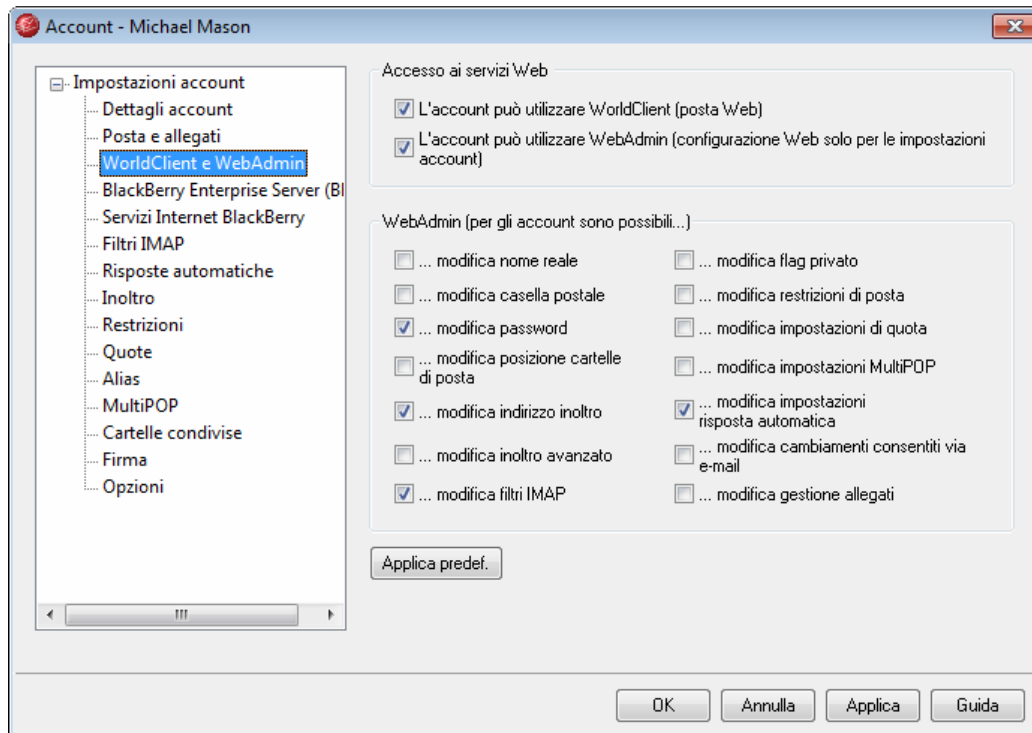 Account - Michael Mason
Impostazioni account
Dettagli account
Posta e allegati
WorldClient e WebAdmin
BlackBerry Enterprise Server (Bl
Servizi Internet BlackBerry
Filtri IMAP
Risposte automatiche
Inoltro
Restrizioni
Quote
Alias
MultiPOP
Cartelle condivise
Firma
Opzioni
Accesso ai servizi Web
L'account può utilizzare WorldClient (posta Web)
L'account può utilizzare WebAdmin (configurazione Web solo per le impostazioni
account)
WebAdmin (per gli account sono possibili...)
... modifica nome reale
... modifica casella postale
... modifica password
... modifica posizione cartelle
di posta
... modifica indirizzo inoltro
... modifica inoltro avanzato
... modifica filtri IMAP
... modifica flag privato
... modifica restrizioni di posta
... modifica impostazioni di quota
... modifica impostazioni MultiPOP
... modifica impostazioni
risposta automatica
... modifica cambiamenti consentiti via
e-mail
... modifica gestione allegati
Applica predef.
OK
Annulla
Applica
Guida